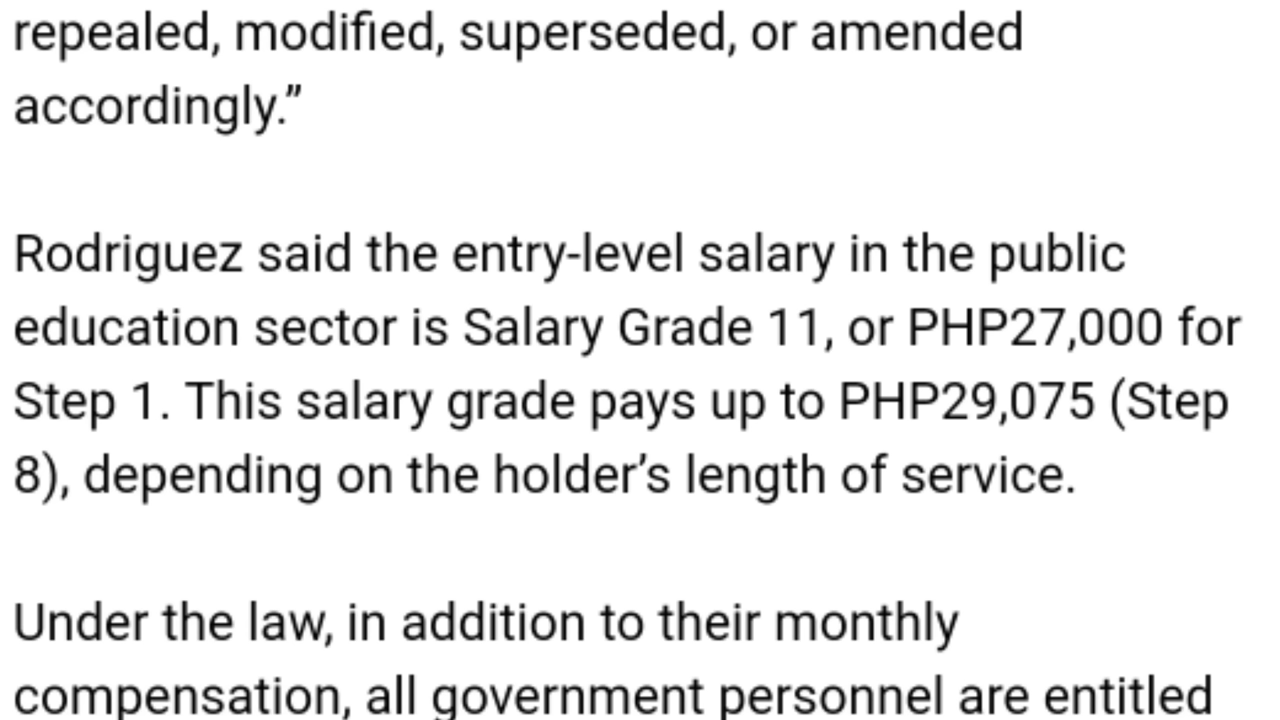 repealed, modified, superseded, or amended
accordingly.”
Rodriguez said the entry-level salary in the public
education sector is Salary Grade 11, or PHP27,000 for
Step 1. This salary grade pays up to PHP29,075 (Step
8), depending on the holder’s length of service.
Under the law, in addition to their monthly
compensation, all government personnel are entitled